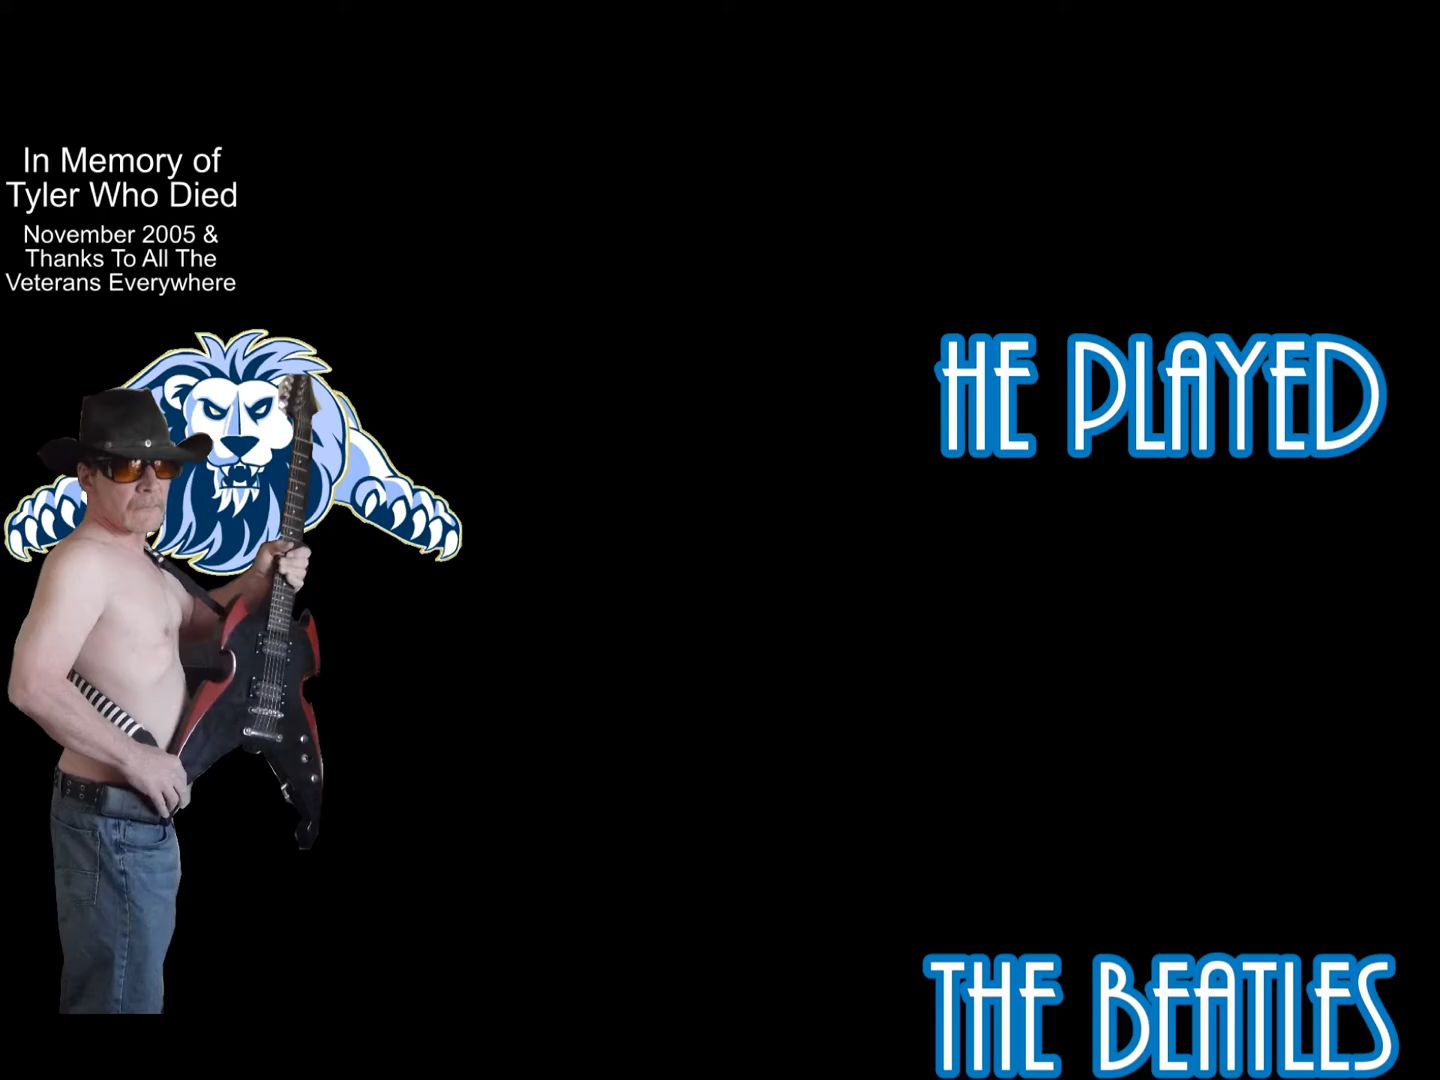 In Memory of
Tyler Who Died
November 2005 &
Thanks To All The
Veterans Everywhere
HE PLAYED
THE BEATLES